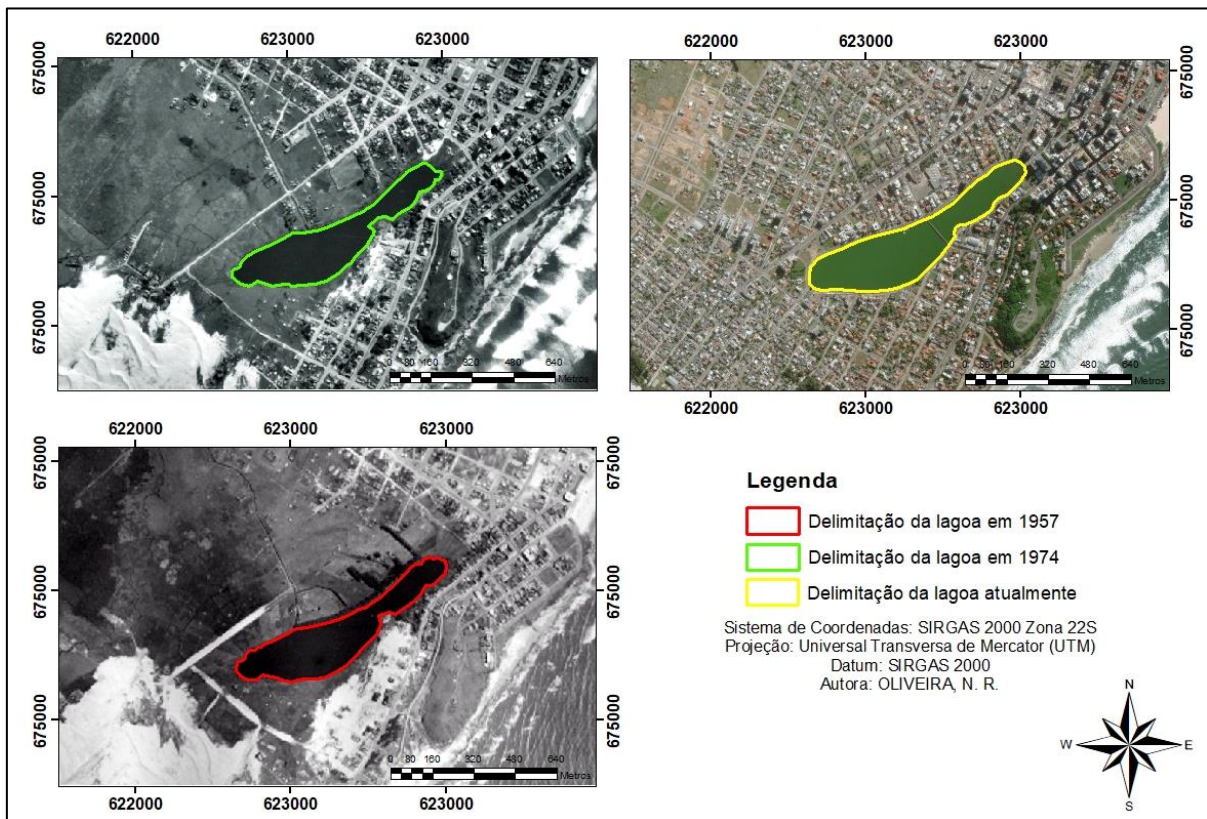 622000 623000 623000
622000 623000 623000
675000
675000
675000
675000
675000
675000
0 80 160 320 480 640
Metros
0 80 160 320 480 640
Metros
622000 623000 623000
622000 623000 623000
675000
675000
675000
675000
675000
675000
0 80 160 320 480 640
Metros
622000 623000 623000
Legenda
Delimitação da lagoa em 1957
Delimitação da lagoa em 1974
Delimitação da lagoa atualmente
Sistema de Coordenadas: SIRGAS 2000 Zona 22S
Projeção: Universal Transversa de Mercator (UTM)
Datum: SIRGAS 2000
Autora: OLIVEIRA, N. R.
N
W E
S